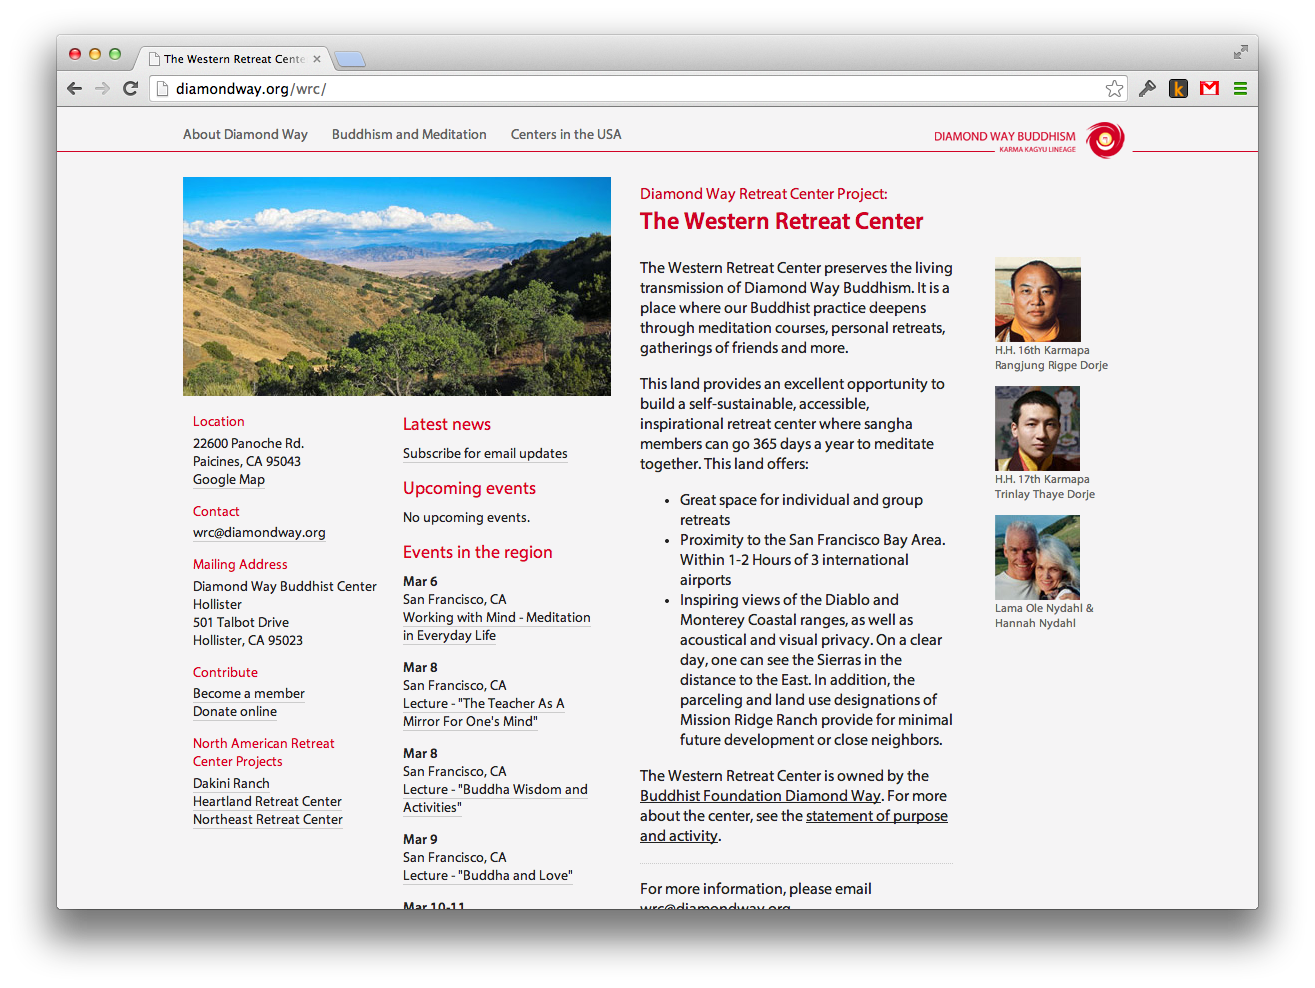 The Western Retreat Cente
diamondway.org/wrc/
k
About Diamond Way
Buddhism and Meditation
Centers in the USA
DIAMOND WAY BUDDHISM
KARMA KAGYU LINEAGE
Location
22600 Panoche Rd.
Paicines, CA 95043
Google Map
Contact
wrc@diamondway.org
Mailing Address
Diamond Way Buddhist Center
Hollister
501 Talbot Drive
Hollister, CA 95023
Contribute
Become a member
Donate online
North American Retreat
Center Projects
Dakini Ranch
Heartland Retreat Center
Northeast Retreat Center
Latest news
Subscribe for email updates
Upcoming events
No upcoming events.
Events in the region
Mar 6
San Francisco, CA
Working with Mind - Meditation
in Everyday Life
Mar 8
San Francisco, CA
Lecture - "The Teacher As A
Mirror For One's Mind"
Mar 8
San Francisco, CA
Lecture - "Buddha Wisdom and
Activities"
Mar 9
San Francisco, CA
Lecture - "Buddha and Love"
Mar 10-11
Diamond Way Retreat Center Project:
The Western Retreat Center
The Western Retreat Center preserves the living
transmission of Diamond Way Buddhism. It is a
place where our Buddhist practice deepens
through meditation courses, personal retreats,
gatherings of friends and more.
This land provides an excellent opportunity to
build a self-sustainable, accessible,
inspirational retreat center where sangha
members can go 365 days a year to meditate
together. This land offers:
• Great space for individual and group
retreats
• Proximity to the San Francisco Bay Area.
Within 1-2 Hours of 3 international
airports
• Inspiring views of the Diablo and
Monterey Coastal ranges, as well as
acoustical and visual privacy. On a clear
day, one can see the Sierras in the
distance to the East. In addition, the
parceling and land use designations of
Mission Ridge Ranch provide for minimal
future development or close neighbors.
The Western Retreat Center is owned by the
Buddhist Foundation Diamond Way. For more
about the center, see the statement of purpose
and activity.
For more information, please email
wrc@diamondway.org
H.H. 16th Karmapa
Rangjung Rigpe Dorje
H.H. 17th Karmapa
Trinlay Thaye Dorje
Lama Ole Nydahl &
Hannah Nydahl